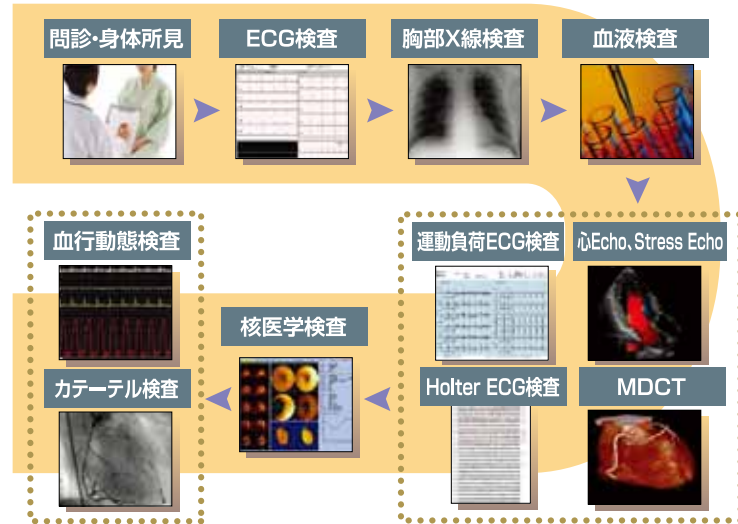 問診・身体所見
ECG検査
胸部X線検査
血液検査
運動負荷ECG検査
心Echo、Stress Echo
Holter ECG検査
MDCT
核医学検査
血行動態検査
カテーテル検査